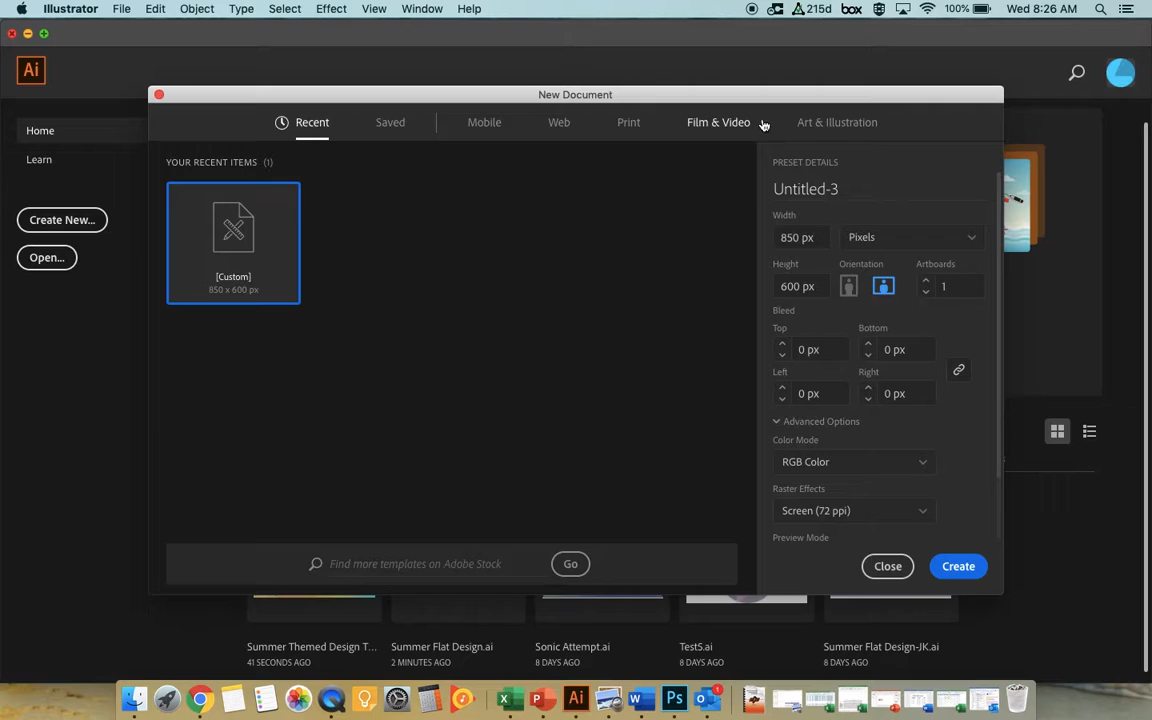 Illustrator File Edit Object Type Select Effect View Window Help 215d box 100% Wed 8:26 AM
Ai
New Document
Recent Saved Mobile Web Print Film & Video Art & Illustration
Home
Learn
Create New...
Open...
YOUR RECENT ITEMS (1)
[Custom]
850 x 600 px
PRESET DETAILS
Untitled-3
Width
850 px Pixels
Height Orientation Artboards
600 px 1
Bleed
Top Bottom
0 px 0 px
Left Right
0 px 0 px
Advanced Options
Color Mode
RGB Color
Raster Effects
Screen (72 ppi)
Preview Mode
Find more templates on Adobe Stock Go
Close Create
Summer Themed Design T... Summer Flat Design.ai Sonic Attempt.ai Test5.ai Summer Flat Design-JK.ai
41 SECONDS AGO 2 MINUTES AGO 8 DAYS AGO 8 DAYS AGO 8 DAYS AGO
X P Ai W Ps 1